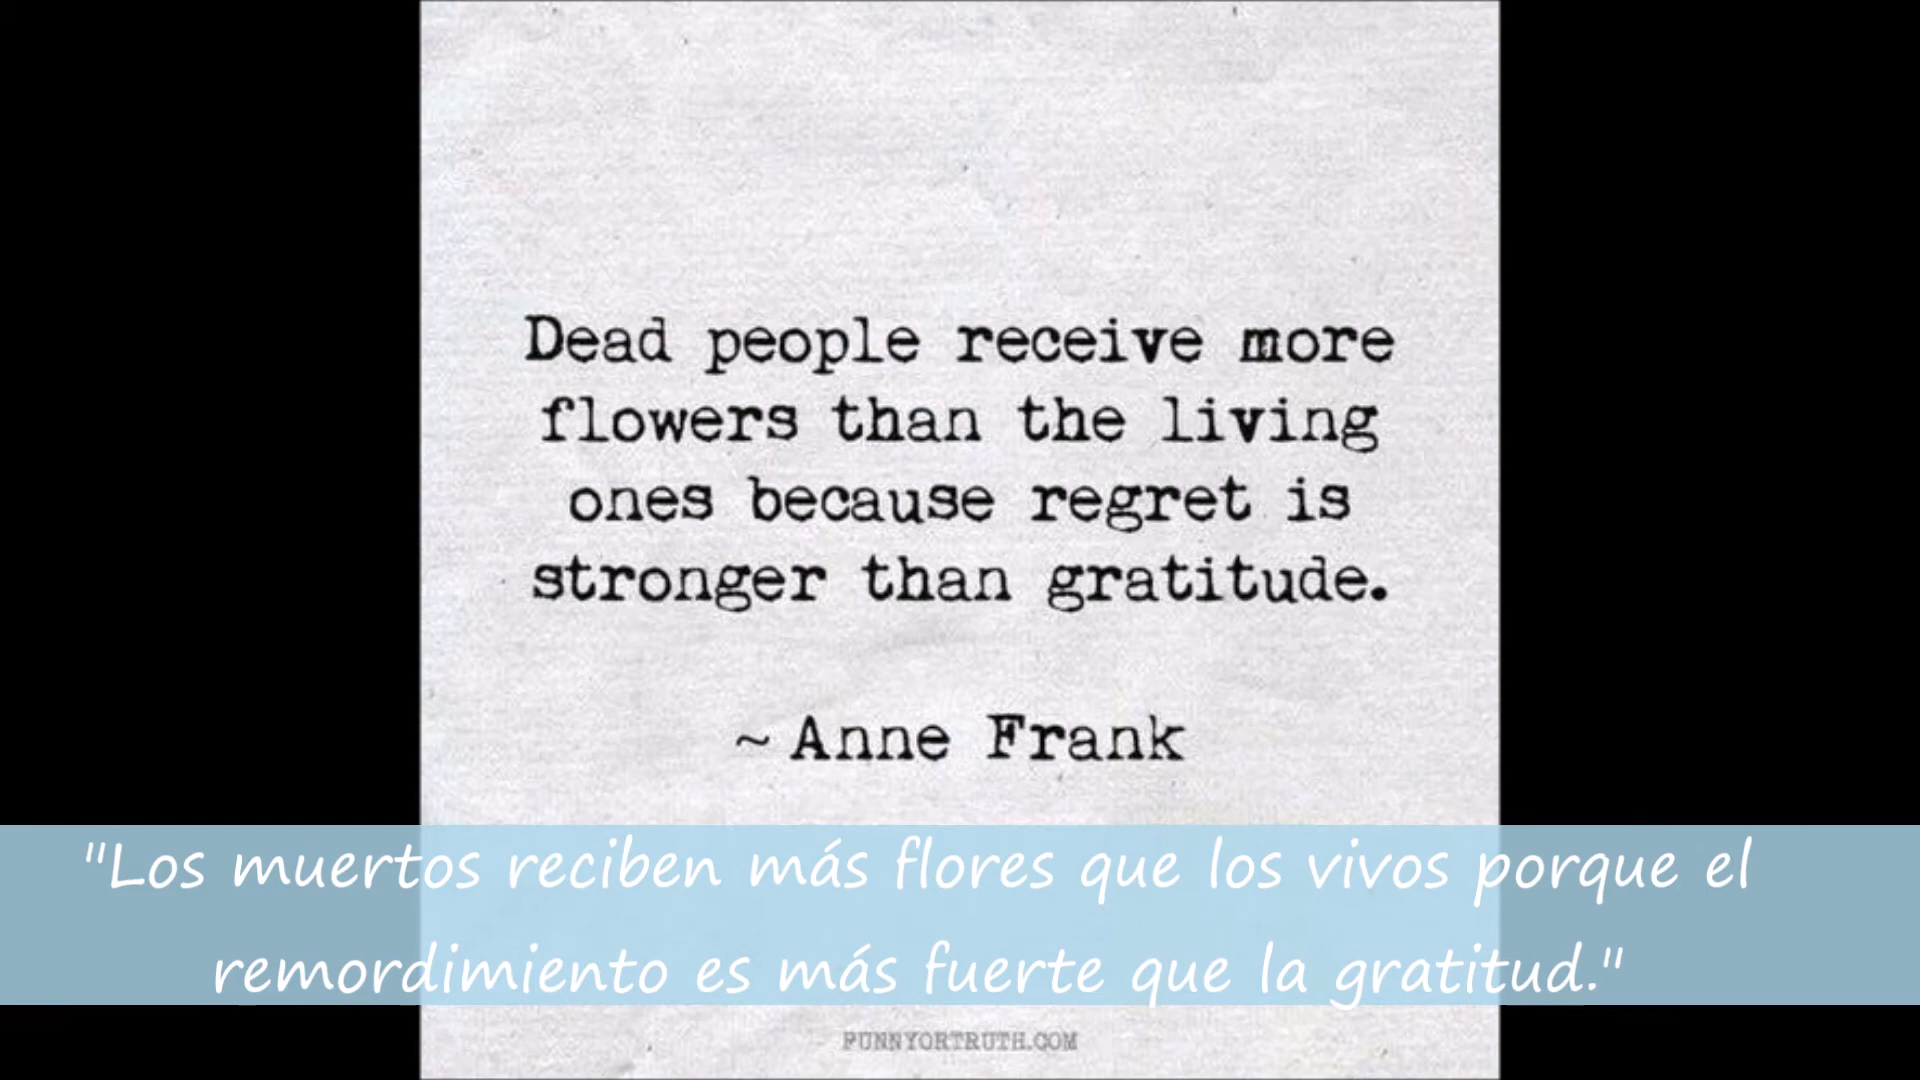 Dead people receive more
flowers than the living
ones because regret is
stronger than gratitude.
~ Anne Frank
"Los muertos reciben más flores que los vivos porque el
remordimiento es más fuerte que la gratitud."
FUNNYORTRUTH.COM